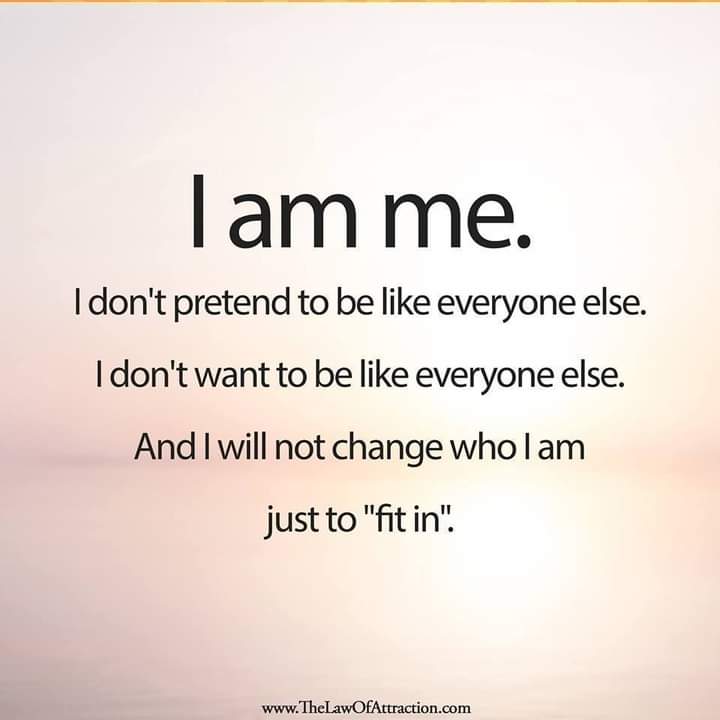 I am me.
I don't pretend to be like everyone else.
I don't want to be like everyone else.
And I will not change who I am
just to "fit in".
www.TheLawOfAttraction.com